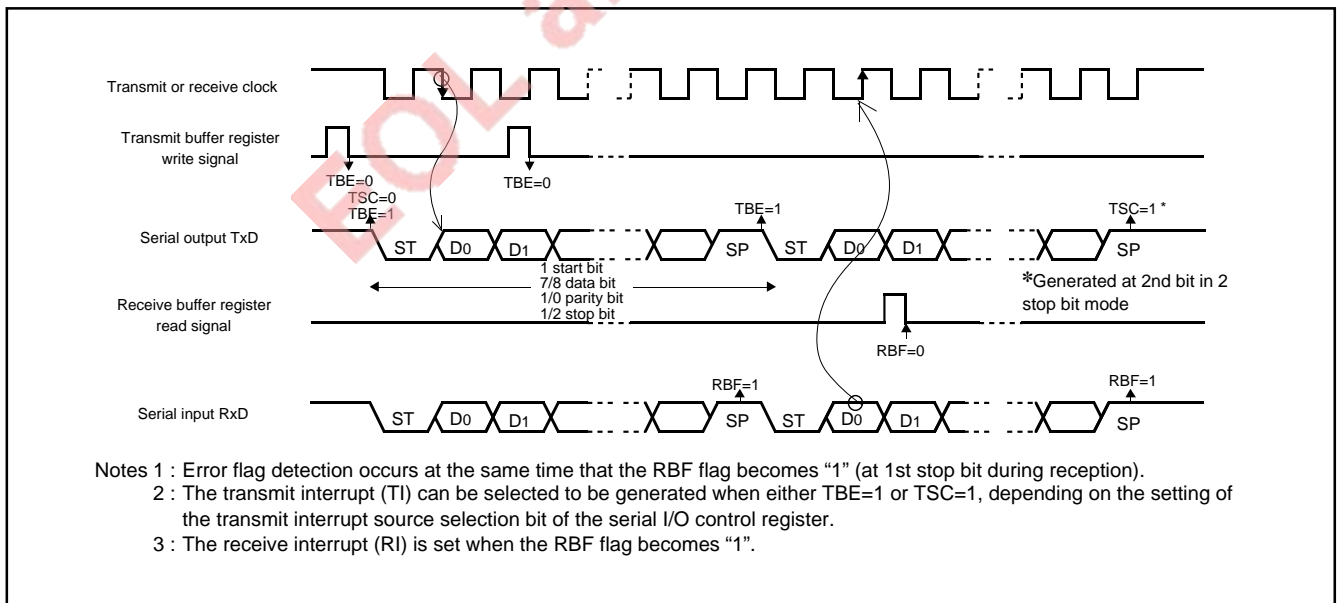 EOL a
Transmit or receive clock
Transmit buffer register
write signal
TBE=0
TSC=0
TBE=1
TBE=0
TBE=1
TSC=1 *
Serial output TxD
ST D0 D1 SP ST D0 D1 SP
1 start bit
7/8 data bit
1/0 parity bit
1/2 stop bit
*Generated at 2nd bit in 2
stop bit mode
Receive buffer register
read signal
RBF=0
RBF=1
RBF=1
Serial input RxD
ST D0 D1 SP ST D0 D1 SP
Notes 1 : Error flag detection occurs at the same time that the RBF flag becomes “1” (at 1st stop bit during reception).
2 : The transmit interrupt (TI) can be selected to be generated when either TBE=1 or TSC=1, depending on the setting of
the transmit interrupt source selection bit of the serial I/O control register.
3 : The receive interrupt (RI) is set when the RBF flag becomes “1”.